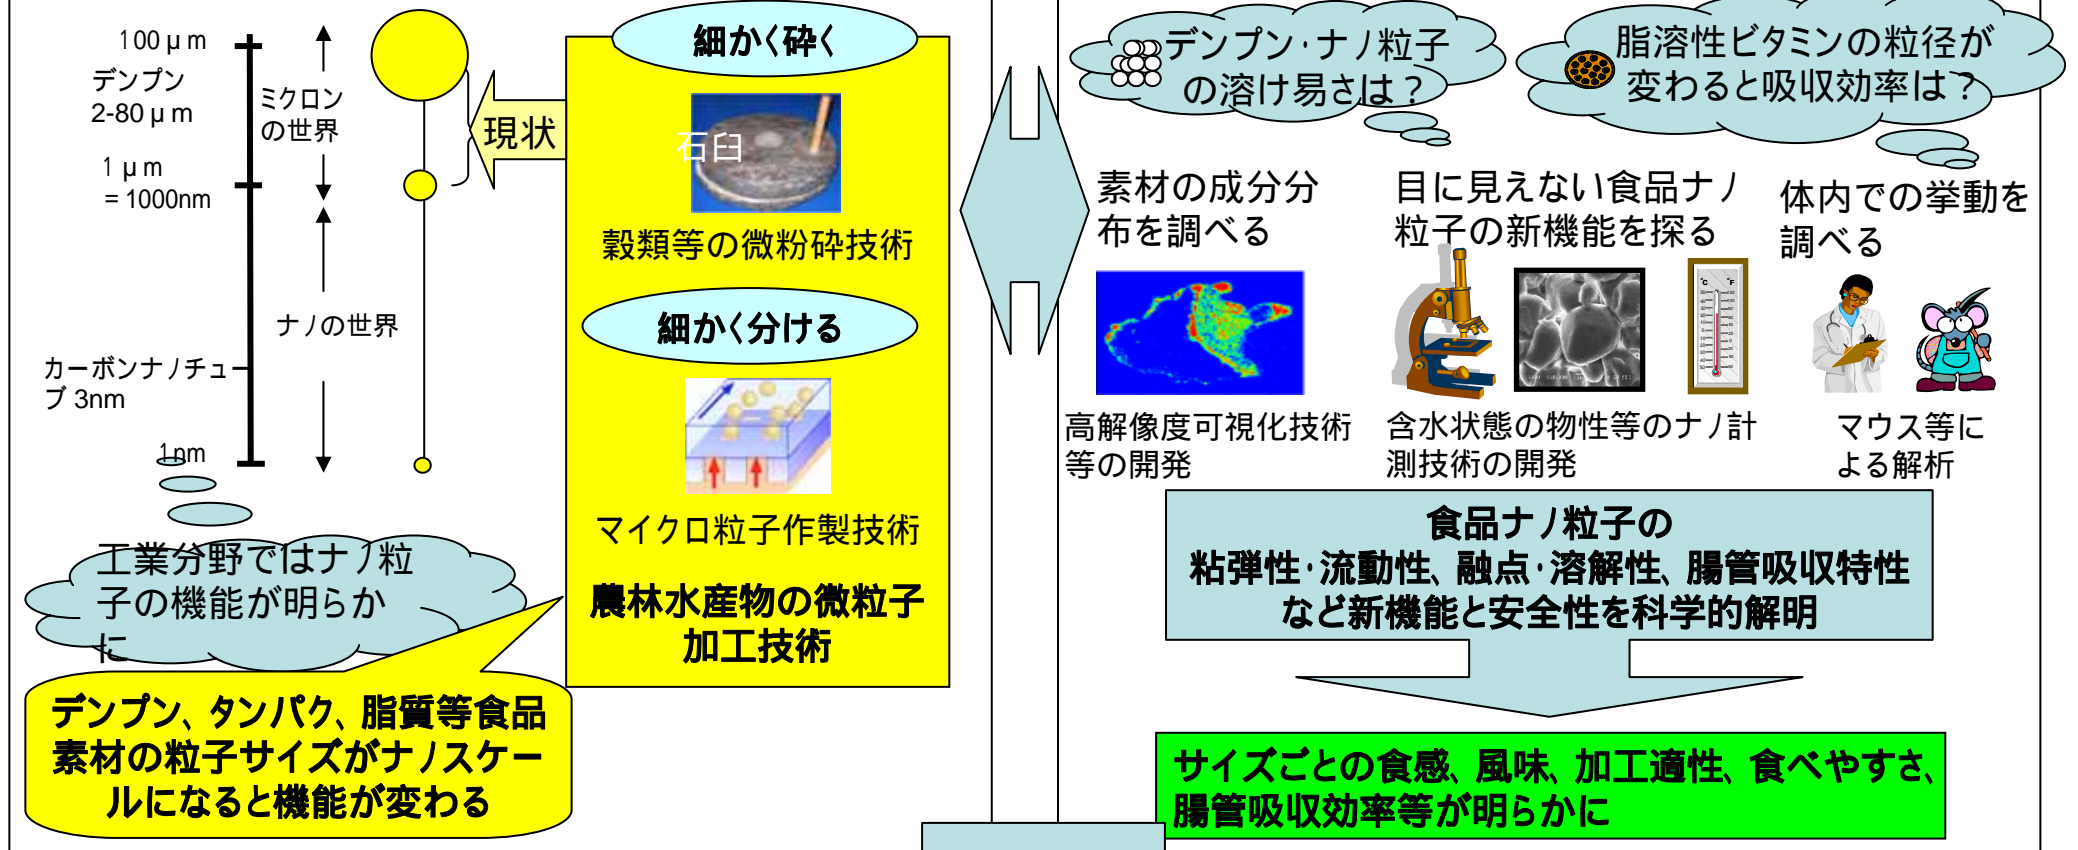 100μm
デンプン
2-80μm
1μm
= 1000nm
カーボンナノチュ
ブ 3nm
1nm
ミクロン
の世界
ナノの世界
現状
工業分野ではナノ粒
子の機能が明らか
に
デンプン、タンパク、脂質等食品
素材の粒子サイズがナノスケー
ルになると機能が変わる
細かく砕く
石臼
穀類等の微粉砕技術
細かく分ける
マイクロ粒子作製技術
農林水産物の微粒子
加工技術
デンプン・ナノ粒子
の溶け易さは？
脂溶性ビタミンの粒径が
変わると吸収効率は？
素材の成分分
布を調べる
目に見えない食品ナノ
粒子の新機能を探る
体内での挙動を
調べる
°C °F
高解像度可視化技術
等の開発
含水状態の物性等のナノ計
測技術の開発
マウス等に
よる解析
食品ナノ粒子の
粘弾性・流動性、融点・溶解性、腸管吸収特性
など新機能と安全性を科学的解明
サイズごとの食感、風味、加工適性、食べやすさ、
腸管吸収効率等が明らかに